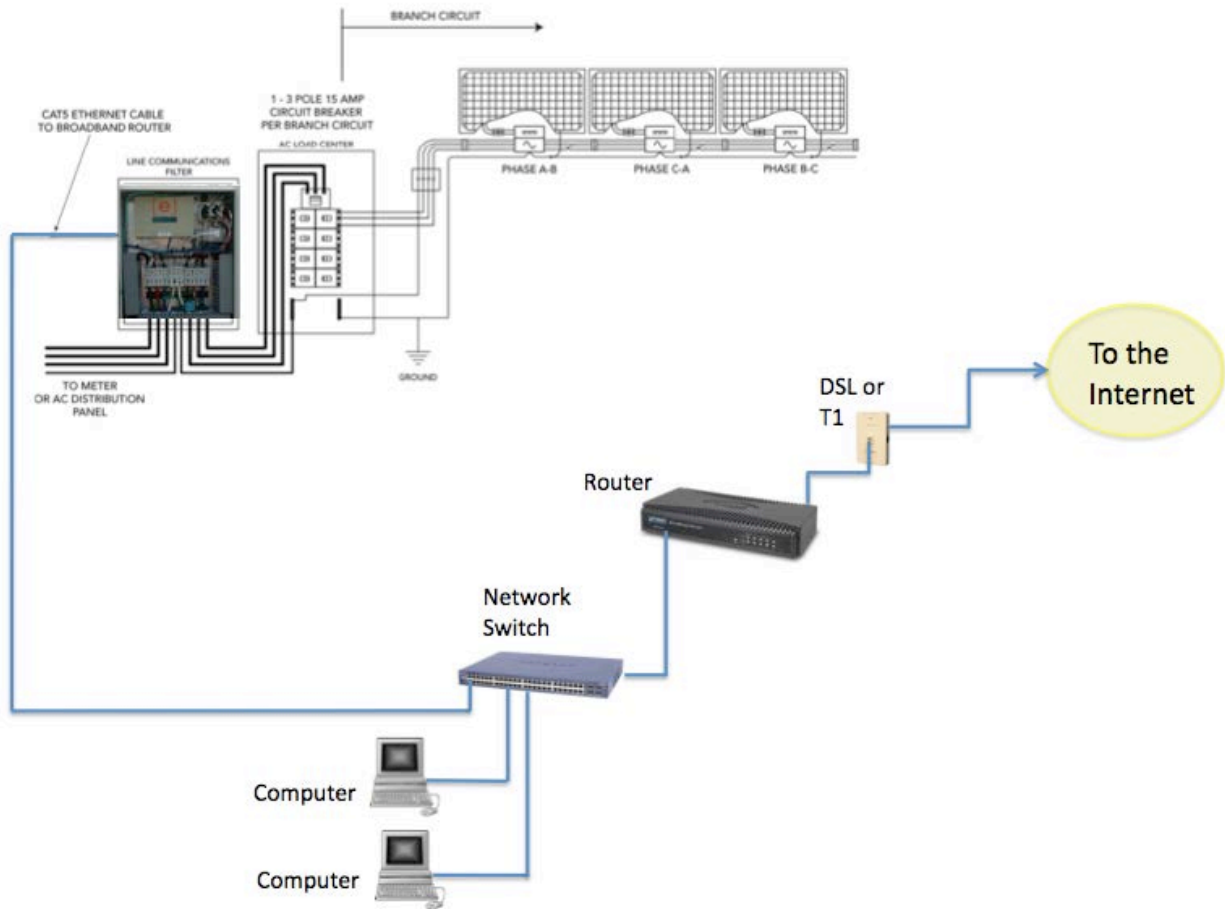 BRANCH CIRCUIT
1 - 3 POLE 15 AMP
CIRCUIT BREAKER
PER BRANCH CIRCUIT
AC LOAD CENTER
CAT5 ETHERNET CABLE
TO BROADBAND ROUTER
LINE COMMUNICATIONS
FILTER
PHASE A-B
PHASE C-A
PHASE B-C
GROUND
TO METER
OR AC DISTRIBUTION
PANEL
To the
Internet
DSL or
T1
Router
Network
Switch
Computer
Computer